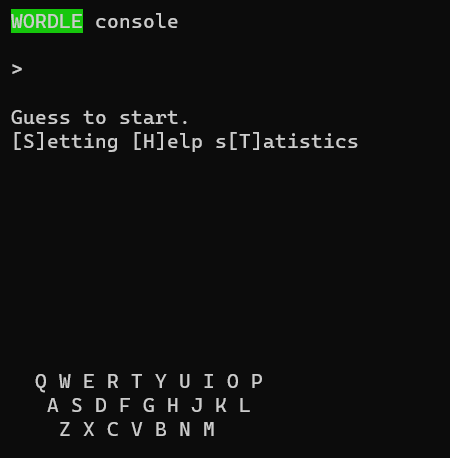 WORDLE console
>
Guess to start.
[S]etting [H]elp s[T]atistics
Q W E R T Y U I O P
A S D F G H J K L
Z X C V B N M